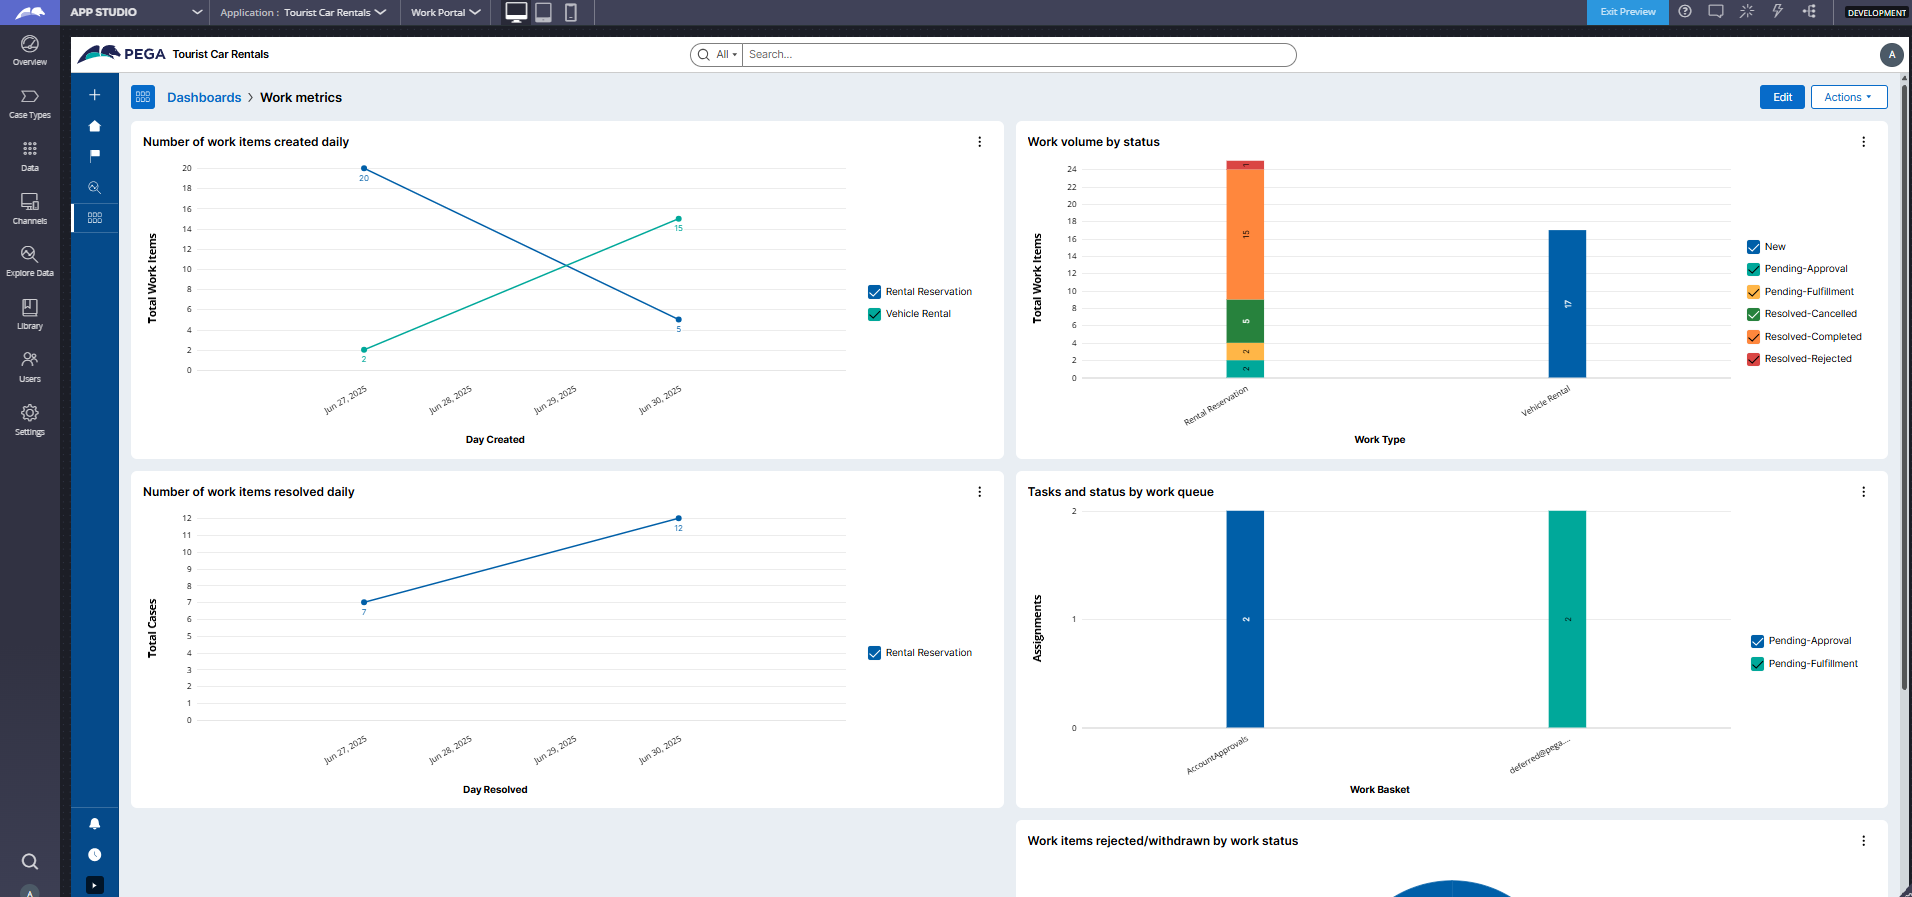 APP STUDIO
Application : Tourist Car Rentals
Work Portal
Exit Preview
DEVELOPMENT
Overview
Case Types
Data
Channels
Explore Data
Library
Users
Settings
A
PEGA Tourist Car Rentals
All
Search...
A
Dashboards > Work metrics
Edit
Actions
Number of work items created daily
Total Work Items
20
18
16
14
12
10
8
6
4
2
0
20
2
15
5
Jun 27, 2025
Jun 28, 2025
Jun 29, 2025
Jun 30, 2025
Day Created
Rental Reservation
Vehicle Rental
Work volume by status
Total Work Items
24
22
20
18
16
14
12
10
8
6
4
2
0
1
15
5
2
2
17
Rental Reservation
Vehicle Rental
Work Type
New
Pending-Approval
Pending-Fulfillment
Resolved-Cancelled
Resolved-Completed
Resolved-Rejected
Number of work items resolved daily
Total Cases
12
11
10
9
8
7
6
5
4
3
2
1
0
7
12
Jun 27, 2025
Jun 28, 2025
Jun 29, 2025
Jun 30, 2025
Day Resolved
Rental Reservation
Tasks and status by work queue
Assignments
2
1
0
2
2
AccountApprovals
deferred@pega....
Work Basket
Pending-Approval
Pending-Fulfillment
Work items rejected/withdrawn by work status